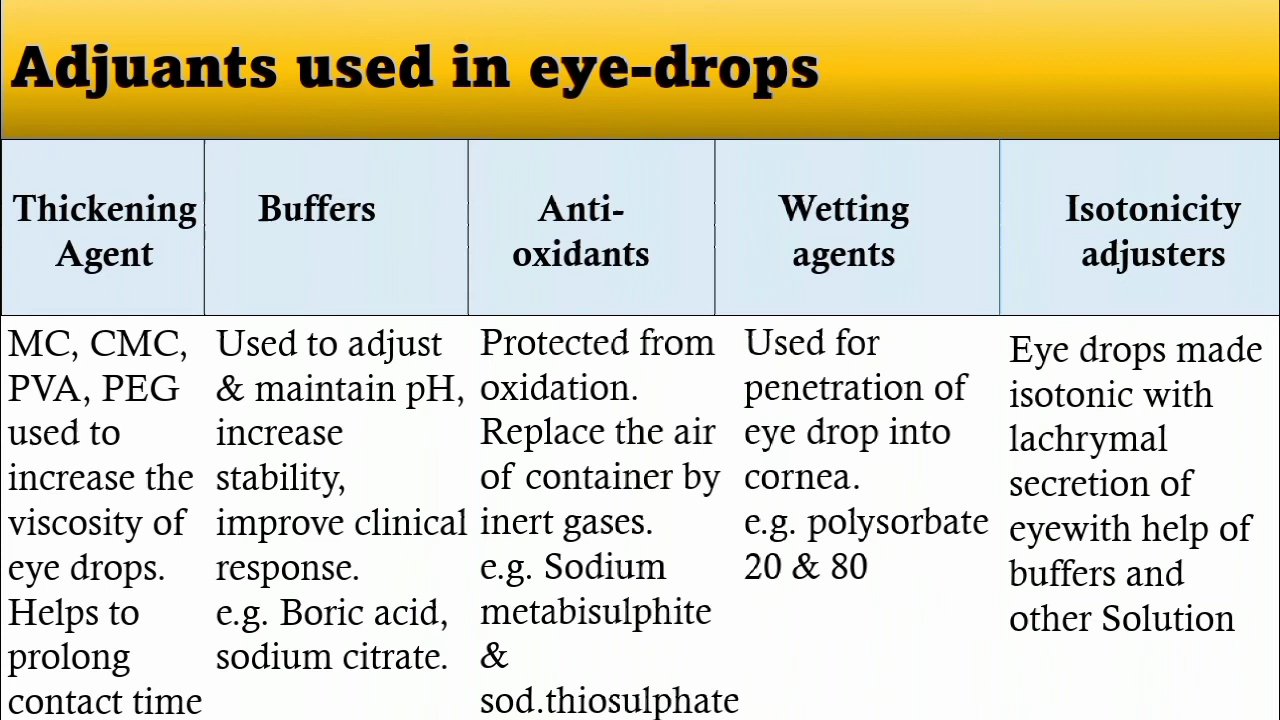 Adjuants used in eye-drops
Thickening
Agent
Buffers
Anti-
oxidants
Wetting
agents
Isotonicity
adjusters
MC, CMC,
PVA, PEG
used to
increase the
viscosity of
eye drops.
Helps to
prolong
contact time
Used to adjust
& maintain pH,
increase
stability,
improve clinical
response.
e.g. Boric acid,
sodium citrate.
Protected from
oxidation.
Replace the air
of container by
inert gases.
e.g. Sodium
metabisulphite
&
sod.thiosulphate
Used for
penetration of
eye drop into
cornea.
e.g. polysorbate
20 & 80
Eye drops made
isotonic with
lachrymal
secretion of
eyewith help of
buffers and
other Solution